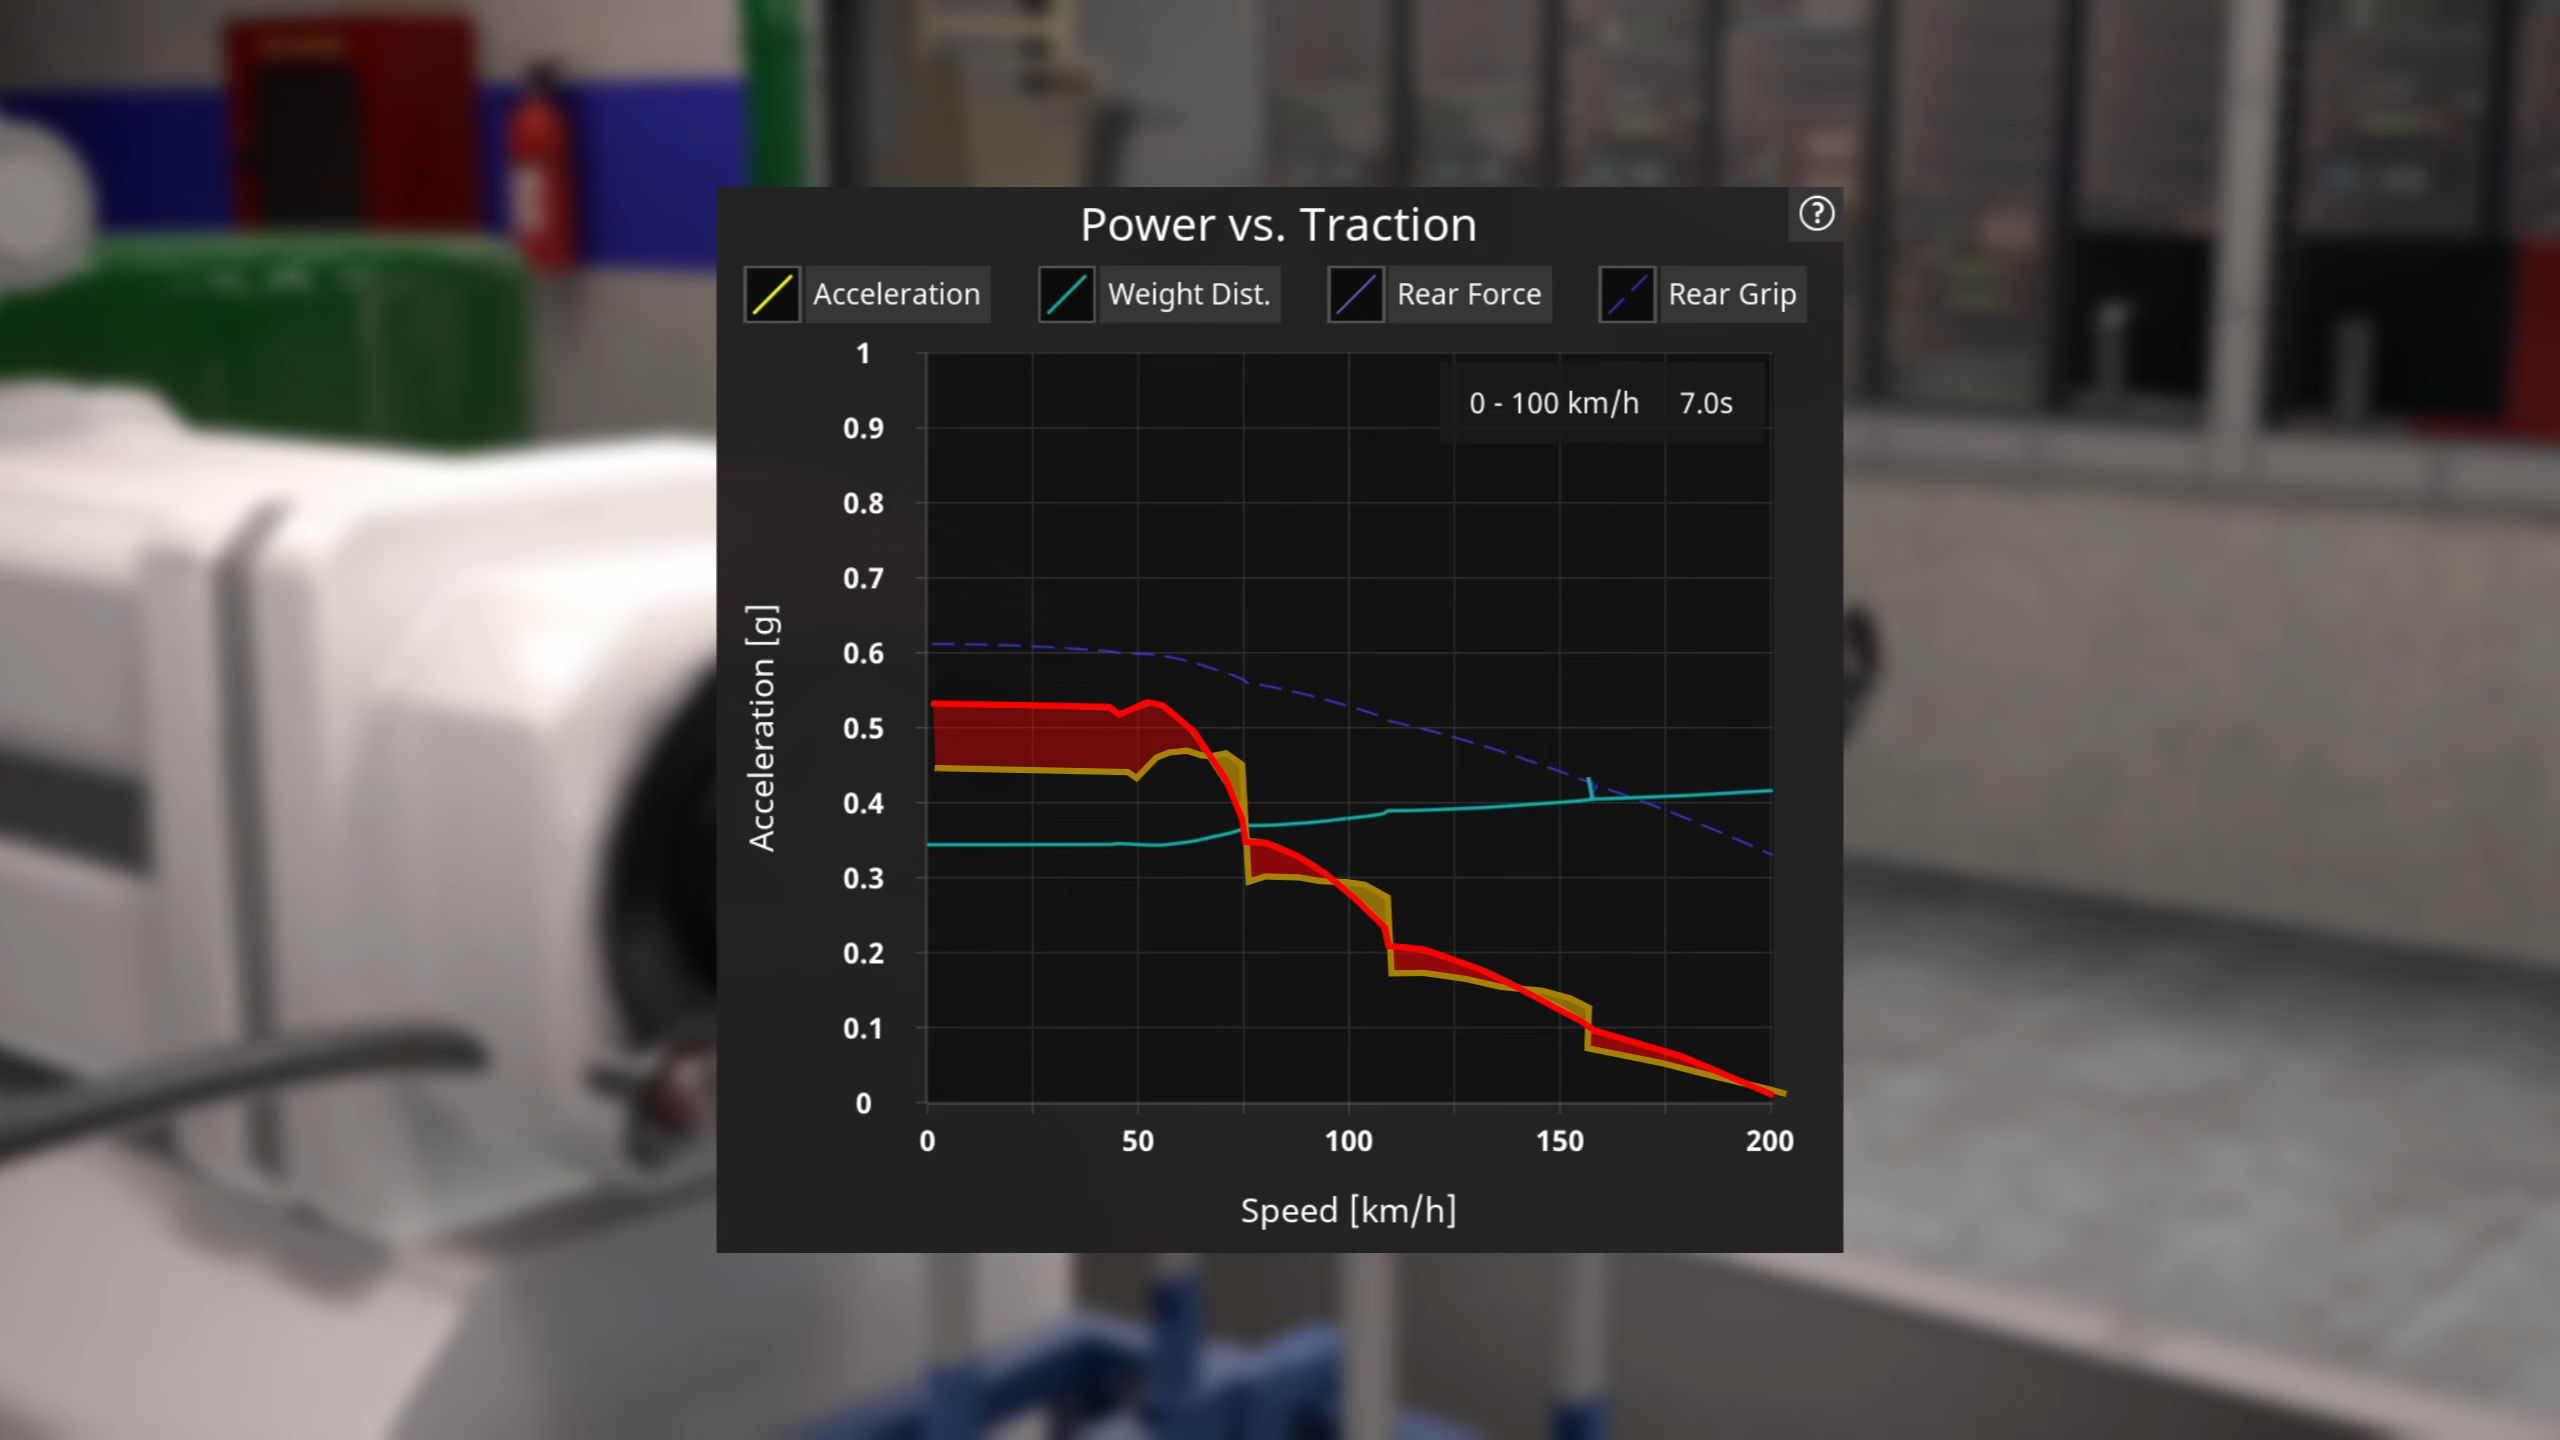 Power vs. Traction
?
Acceleration
Weight Dist.
Rear Force
Rear Grip
0 - 100 km/h 7.0s
1
0.9
0.8
0.7
0.6
0.5
0.4
0.3
0.2
0.1
0
Acceleration [g]
0 50 100 150 200
Speed [km/h]